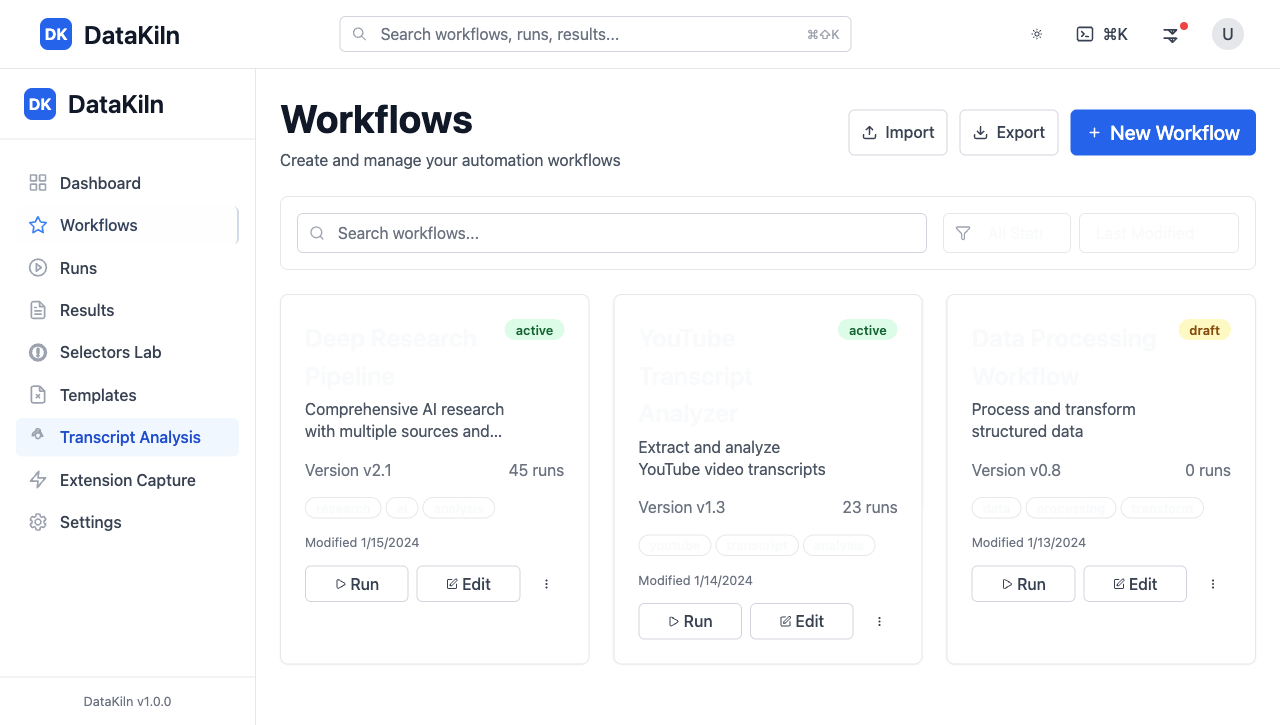 DK DataKiln
Search workflows, runs, results... ⌘⇧K
⌘K
U
DK DataKiln
Dashboard
Workflows
Runs
Results
Selectors Lab
Templates
Transcript Analysis
Extension Capture
Settings
DataKiln v1.0.0
Workflows
Create and manage your automation workflows
Import
Export
+ New Workflow
Search workflows...
All Stat
Last Modified
Deep Research
Pipeline
active
Comprehensive AI research
with multiple sources and...
Version v2.1 45 runs
research ai analysis
Modified 1/15/2024
Run Edit
YouTube
Transcript
Analyzer
active
Extract and analyze
YouTube video transcripts
Version v1.3 23 runs
youtube transcript analysis
Modified 1/14/2024
Run Edit
Data Processing
Workflow
draft
Process and transform
structured data
Version v0.8 0 runs
data processing transform
Modified 1/13/2024
Run Edit